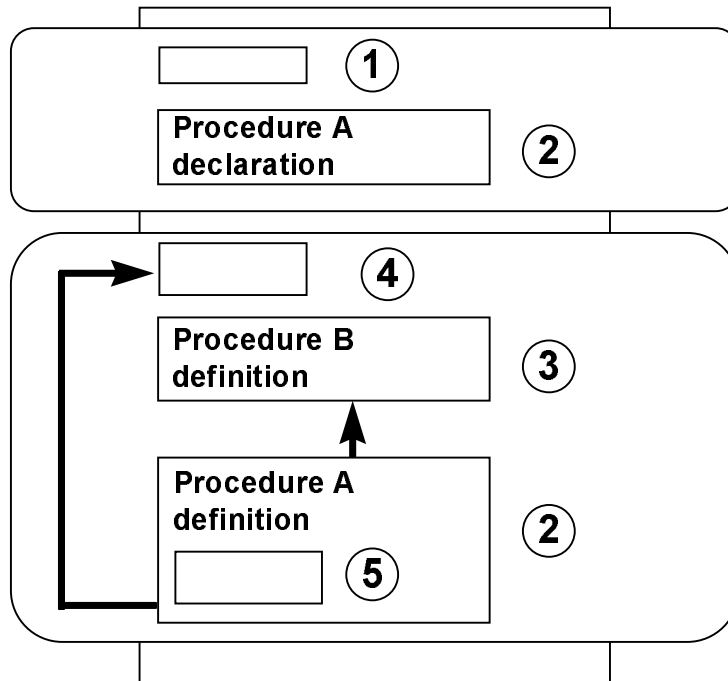 1
Procedure A
declaration
2
4
Procedure B
definition
3
Procedure A
definition
2
5